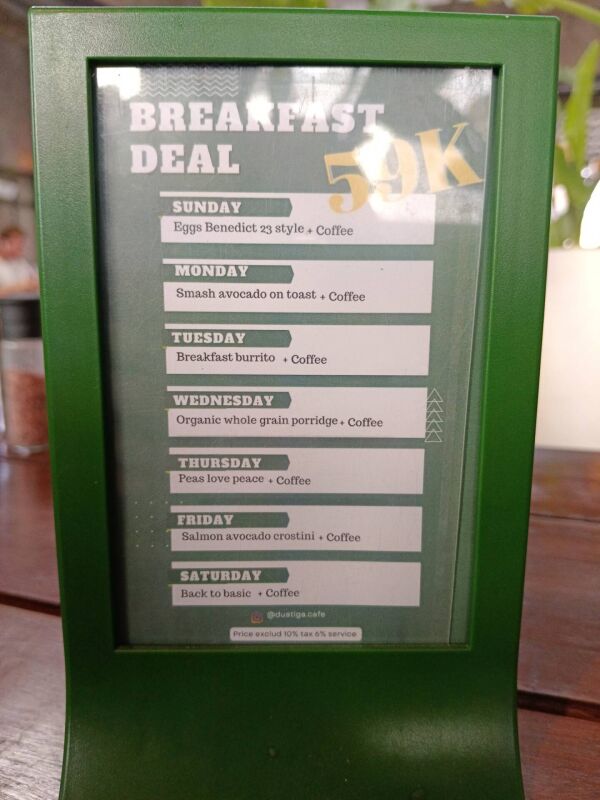 BREAKFAST
DEAL
59K
SUNDAY
Eggs Benedict 23 style + Coffee
MONDAY
Smash avocado on toast + Coffee
TUESDAY
Breakfast burrito + Coffee
WEDNESDAY
Organic whole grain porridge + Coffee
THURSDAY
Peas love peace + Coffee
FRIDAY
Salmon avocado crostini + Coffee
SATURDAY
Back to basic + Coffee
@dustiga.cafe
Price exclud 10% tax 6% service